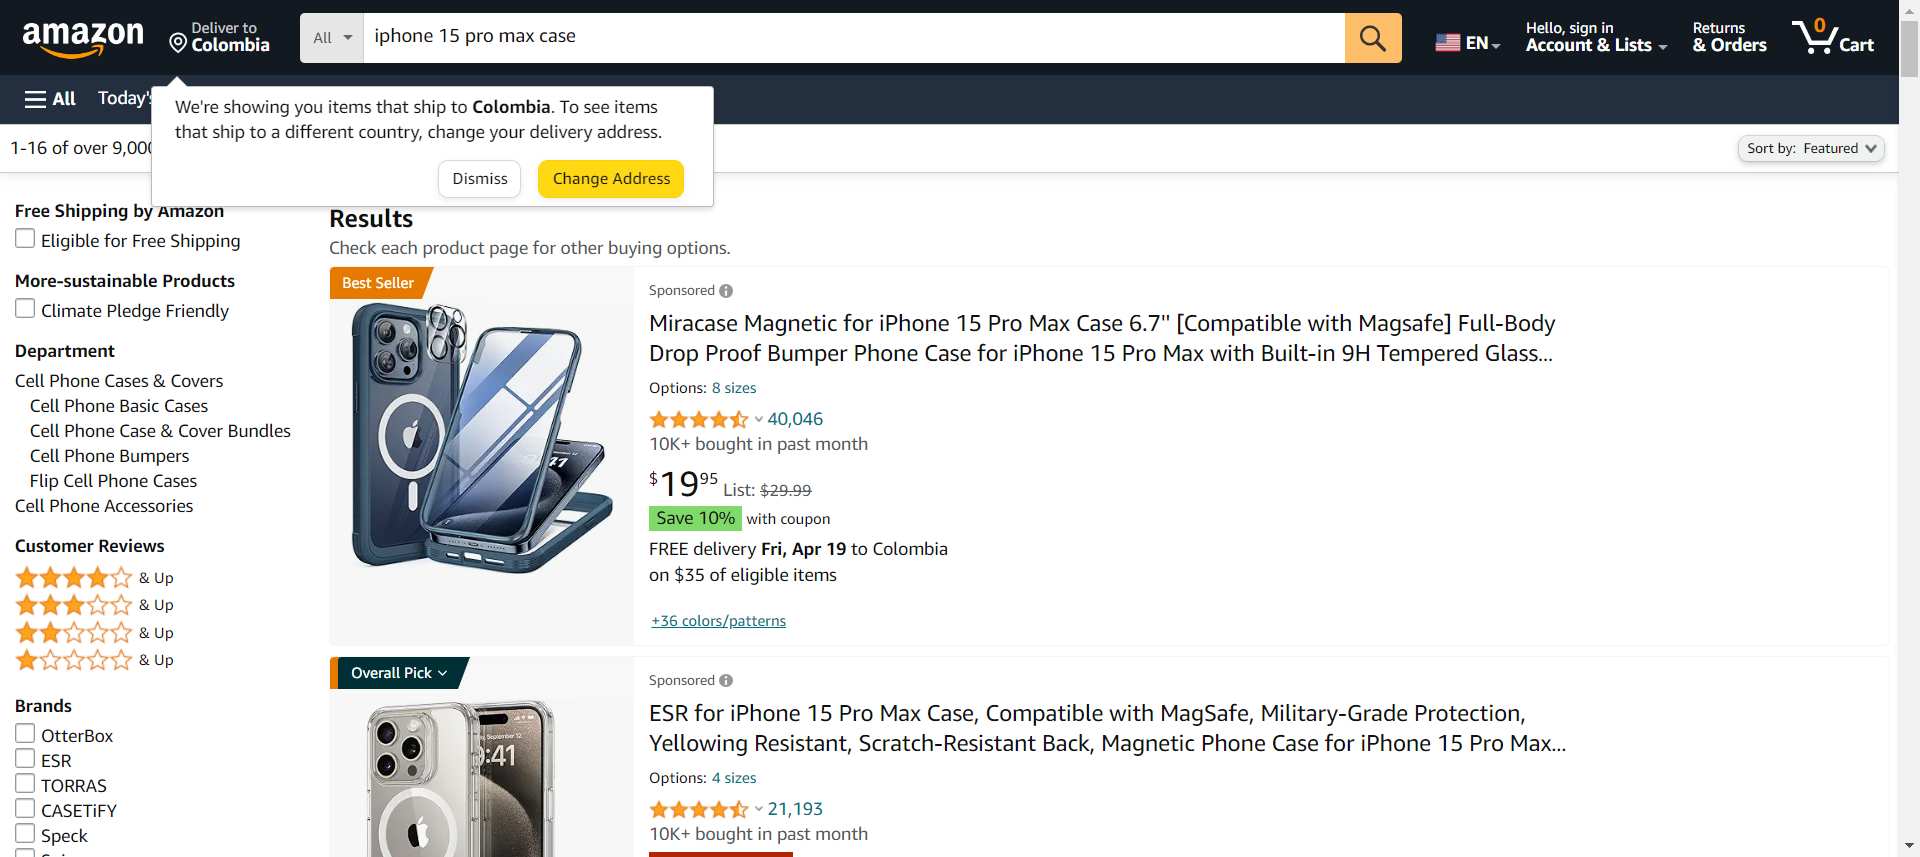 amazon
Deliver to
Colombia
All
iphone 15 pro max case
EN
Hello, sign in
Account & Lists
Returns
& Orders
0
Cart
All
Today's
We're showing you items that ship to Colombia. To see items
that ship to a different country, change your delivery address.
Dismiss
Change Address
1-16 of over 9,000
Sort by: Featured
Free Shipping by Amazon
Eligible for Free Shipping
More-sustainable Products
Climate Pledge Friendly
Department
Cell Phone Cases & Covers
Cell Phone Basic Cases
Cell Phone Case & Cover Bundles
Cell Phone Bumpers
Flip Cell Phone Cases
Cell Phone Accessories
Customer Reviews
& Up
& Up
& Up
& Up
Brands
OtterBox
ESR
TORRAS
CASETiFY
Speck
Results
Check each product page for other buying options.
Best Seller
Sponsored
Miracase Magnetic for iPhone 15 Pro Max Case 6.7" [Compatible with Magsafe] Full-Body
Drop Proof Bumper Phone Case for iPhone 15 Pro Max with Built-in 9H Tempered Glass...
Options: 8 sizes
40,046
10K+ bought in past month
$19.95 List: $29.99
Save 10% with coupon
FREE delivery Fri, Apr 19 to Colombia
on $35 of eligible items
+36 colors/patterns
Overall Pick
Sponsored
ESR for iPhone 15 Pro Max Case, Compatible with MagSafe, Military-Grade Protection,
Yellowing Resistant, Scratch-Resistant Back, Magnetic Phone Case for iPhone 15 Pro Max...
Options: 4 sizes
21,193
10K+ bought in past month
September 12
9:41